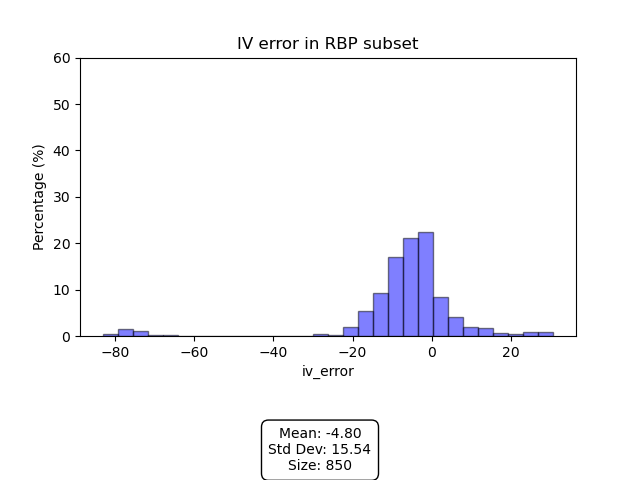 IV error in RBP subset
60
50
40
30
20
10
0
Percentage (%)
−80
−60
−40
−20
0
20
iv_error
Mean: -4.80
Std Dev: 15.54
Size: 850